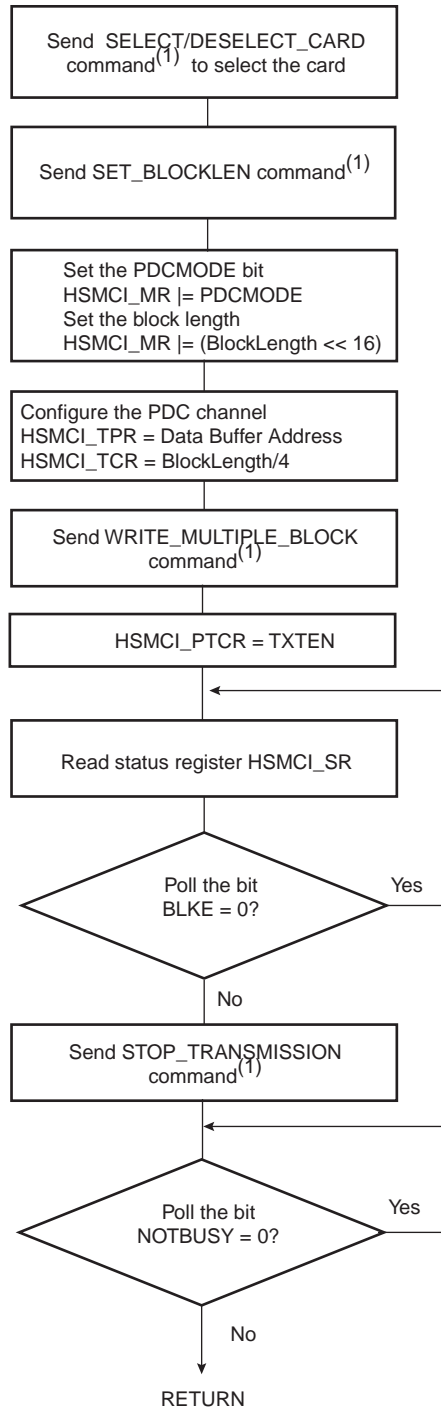 Send SELECT/DESELECT_CARD
command(1) to select the card
Send SET_BLOCKLEN command(1)
Set the PDCMODE bit
HSMCI_MR |= PDCMODE
Set the block length
HSMCI_MR |= (BlockLength << 16)
Configure the PDC channel
HSMCI_TPR = Data Buffer Address
HSMCI_TCR = BlockLength/4
Send WRITE_MULTIPLE_BLOCK
command(1)
HSMCI_PTCR = TXTEN
Read status register HSMCI_SR
Poll the bit
BLKE = 0?
Yes
No
Send STOP_TRANSMISSION
command(1)
Poll the bit
NOTBUSY = 0?
Yes
No
RETURN